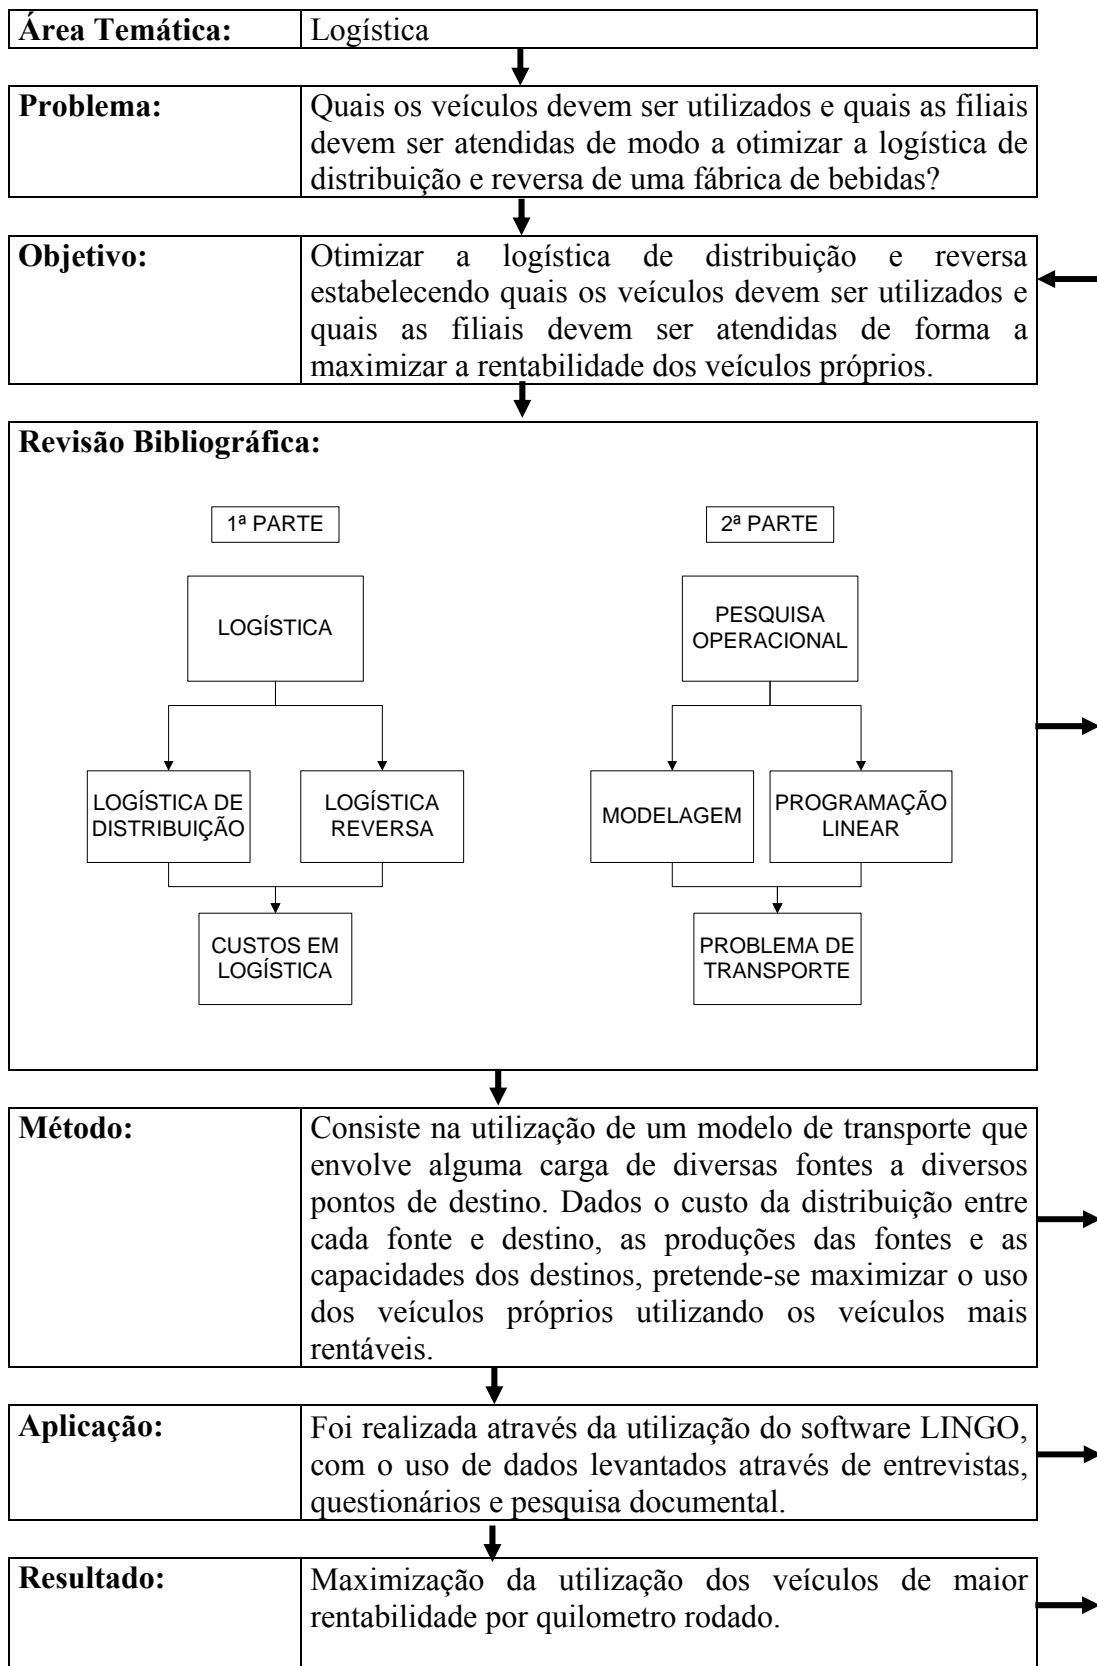 Área Temática: Logística
Problema: Quais os veículos devem ser utilizados e quais as filiais
devem ser atendidas de modo a otimizar a logística de
distribuição e reversa de uma fábrica de bebidas?
Objetivo: Otimizar a logística de distribuição e reversa
estabelecendo quais os veículos devem ser utilizados e
quais as filiais devem ser atendidas de forma a
maximizar a rentabilidade dos veículos próprios.
Revisão Bibliográfica:
1ª PARTE
LOGÍSTICA
LOGÍSTICA DE
DISTRIBUIÇÃO
LOGÍSTICA
REVERSA
CUSTOS EM
LOGÍSTICA
2ª PARTE
PESQUISA
OPERACIONAL
MODELAGEM
PROGRAMAÇÃO
LINEAR
PROBLEMA DE
TRANSPORTE
Método: Consiste na utilização de um modelo de transporte que
envolve alguma carga de diversas fontes a diversos
pontos de destino. Dados o custo da distribuição entre
cada fonte e destino, as produções das fontes e as
capacidades dos destinos, pretende-se maximizar o uso
dos veículos próprios utilizando os veículos mais
rentáveis.
Aplicação: Foi realizada através da utilização do software LINGO,
com o uso de dados levantados através de entrevistas,
questionários e pesquisa documental.
Resultado: Maximização da utilização dos veículos de maior
rentabilidade por quilometro rodado.